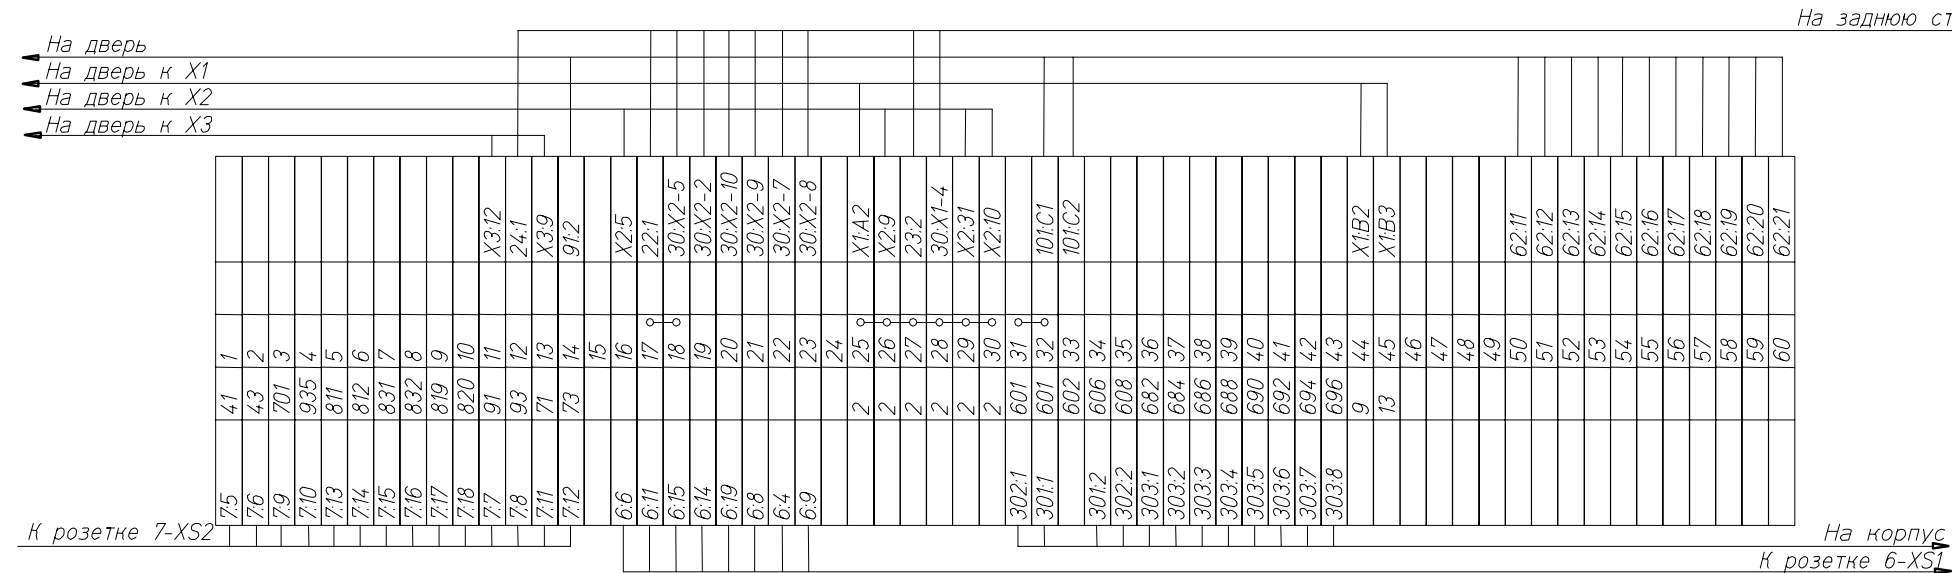 На заднюю ст
На дверь
На дверь к X1
На дверь к X2
На дверь к X3
X3:12 24:1 X3:9 91:2 X2:5 22:1 30:X2-5 30:X2-2 30:X2-10 30:X2-9 30:X2-7 30:X2-8 X1:A2 X2:9 23:2 30:X1-4 X2:31 X2:10 101:C1 101:C2 X1:B2 X1:B3 62:11 62:12 62:13 62:14 62:15 62:16 62:17 62:18 62:19 62:20 62:21
1 2 3 4 5 6 7 8 9 10 11 12 13 14 15 16 17 18 19 20 21 22 23 24 25 26 27 28 29 30 31 32 33 34 35 36 37 38 39 40 41 42 43 44 45 46 47 48 49 50 51 52 53 54 55 56 57 58 59 60
41 43 701 935 811 812 831 832 819 820 91 93 71 73 2 2 2 2 2 2 601 601 602 606 608 682 684 686 688 690 692 694 696 9 13
7:5 7:6 7:9 7:10 7:13 7:14 7:15 7:16 7:17 7:18 7:7 7:8 7:11 7:12 6:6 6:11 6:15 6:14 6:19 6:8 6:4 6:9 302:1 301:1 301:2 302:2 303:1 303:2 303:3 303:4 303:5 303:6 303:7 303:8
К розетке 7-XS2
На корпус
К розетке 6-XS1